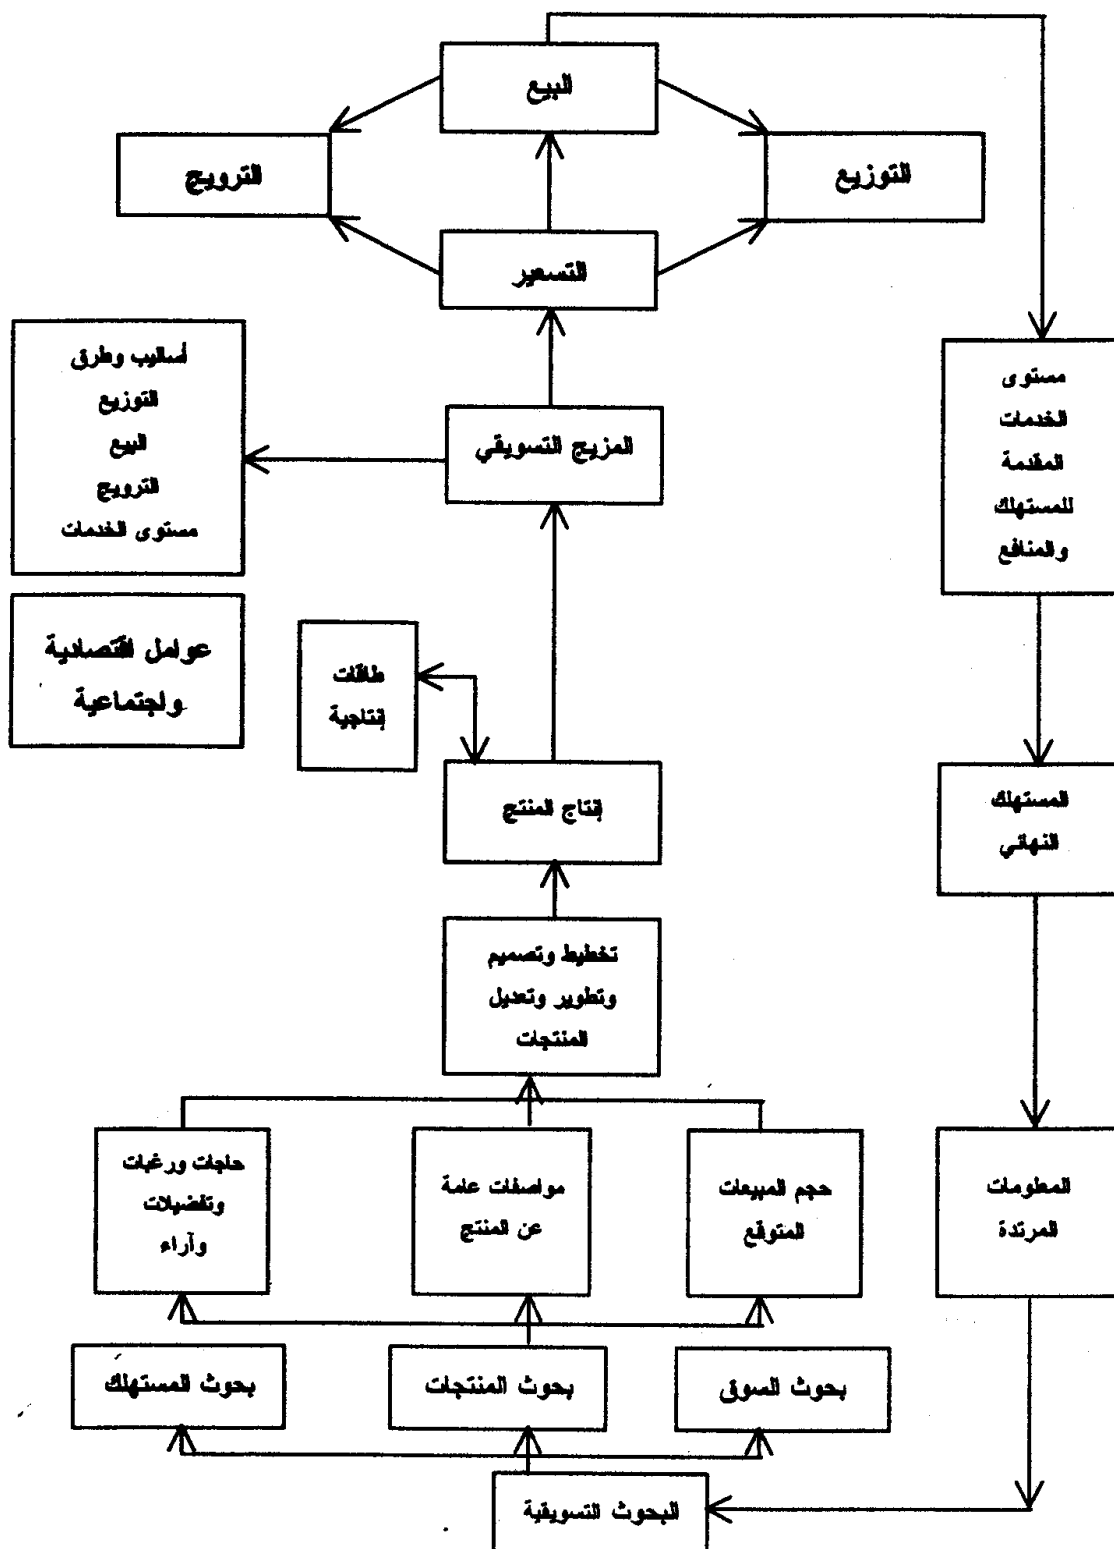 البيع
الترويج
التوزيع
التسعير
أساليب وطرق
التوزيع
البيع
الترويج
مستوى الخدمات
المزيج التسويقي
مستوى
الخدمات
المقدمة
للمستهلك
والمنافع
عوامل اقتصادية
واجتماعية
طاقات
إنتاجية
إنتاج المنتج
المستهلك
النهائي
تخطيط وتصميم
وتطوير وتعديل
المنتجات
حاجات ورغبات
وتفضيلات
وآراء
مواصفات عامة
عن المنتج
حجم المبيعات
المتوقع
المعلومات
المرتدة
بحوث المستهلك
بحوث المنتجات
بحوث السوق
البحوث التسويقية